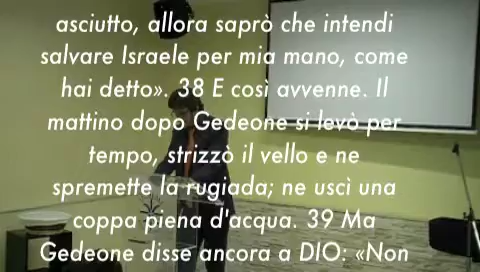 asciutto, allora saprò che intendi
salvare Israele per mia mano, come
hai detto». 38 E così avvenne. Il
mattino dopo Gedeone si levò per
tempo, strizzò il vello e ne
spremette la rugiada; ne uscì una
coppa piena d'acqua. 39 Ma
Gedeone disse ancora a DIO: «Non